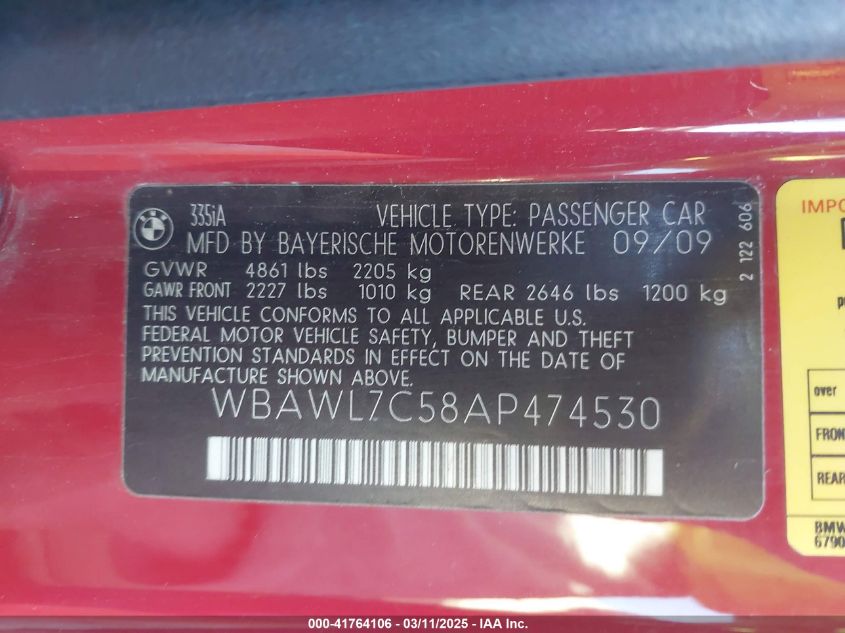 335iA VEHICLE TYPE: PASSENGER CAR
MFD BY BAYERISCHE MOTORENWERKE 09/09
GVWR 4861 lbs 2205 kg
GAWR FRONT 2227 lbs 1010 kg REAR 2646 lbs 1200 kg
THIS VEHICLE CONFORMS TO ALL APPLICABLE U.S.
FEDERAL MOTOR VEHICLE SAFETY, BUMPER AND THEFT
PREVENTION STANDARDS IN EFFECT ON THE DATE OF
MANUFACTURE SHOWN ABOVE.
WBAWL7C58AP474530
2 122 606
over
REAR
BMW
000-41764106 - 03/11/2025 - IAA Inc.